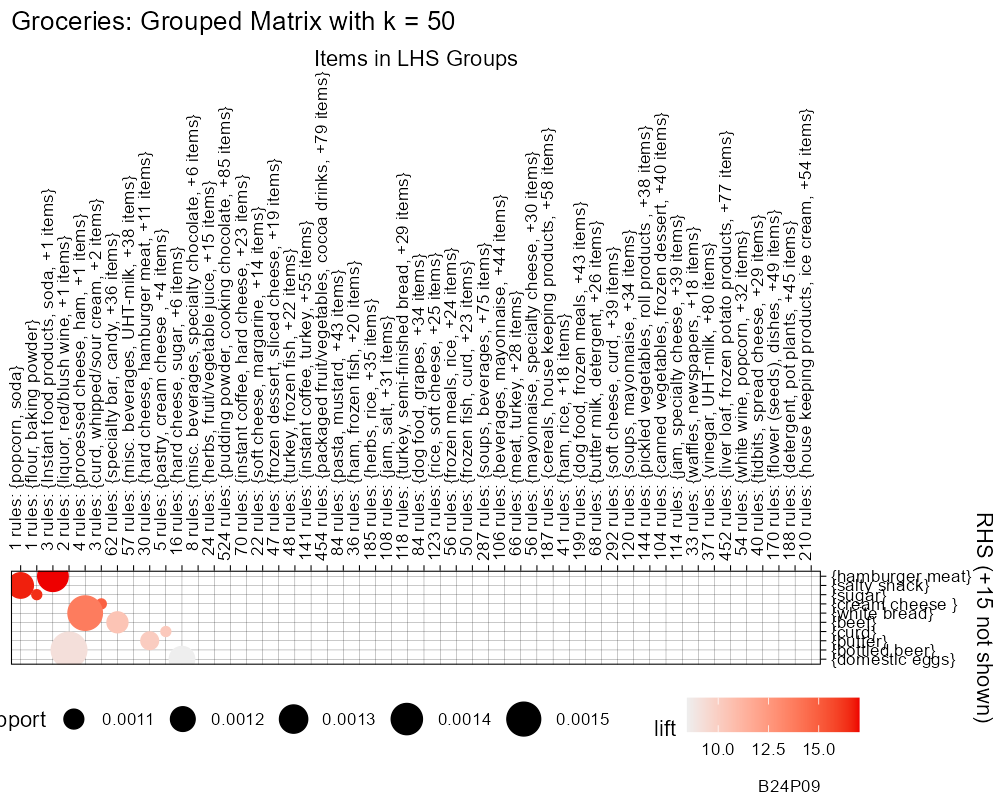 Groceries: Grouped Matrix with k = 50
Items in LHS Groups
1 rules: {popcorn, soda}
1 rules: {flour, baking powder}
3 rules: {Instant food products, soda, +1 items}
2 rules: {liquor, red/blush wine, +1 items}
4 rules: {processed cheese, ham, +1 items}
3 rules: {curd, whipped/sour cream, +2 items}
62 rules: {specialty bar, candy, +36 items}
57 rules: {misc. beverages, UHT-milk, +38 items}
30 rules: {hard cheese, hamburger meat, +11 items}
5 rules: {pastry, cream cheese , +4 items}
16 rules: {hard cheese, sugar, +6 items}
8 rules: {misc. beverages, specialty chocolate, +6 items}
24 rules: {herbs, fruit/vegetable juice, +15 items}
524 rules: {pudding powder, cooking chocolate, +85 items}
70 rules: {instant coffee, hard cheese, +23 items}
22 rules: {soft cheese, margarine, +14 items}
47 rules: {frozen dessert, sliced cheese, +19 items}
48 rules: {turkey, frozen fish, +22 items}
141 rules: {instant coffee, turkey, +55 items}
454 rules: {packaged fruit/vegetables, cocoa drinks, +79 items}
84 rules: {pasta, mustard, +43 items}
36 rules: {ham, frozen fish, +20 items}
185 rules: {herbs, rice, +35 items}
108 rules: {jam, salt, +31 items}
118 rules: {turkey, semi-finished bread, +29 items}
84 rules: {dog food, grapes, +34 items}
123 rules: {rice, soft cheese, +25 items}
56 rules: {frozen meals, rice, +24 items}
50 rules: {frozen fish, curd, +23 items}
287 rules: {soups, beverages, +75 items}
106 rules: {beverages, mayonnaise, +44 items}
66 rules: {meat, turkey, +28 items}
56 rules: {mayonnaise, specialty cheese, +30 items}
187 rules: {cereals, house keeping products, +58 items}
41 rules: {ham, rice, +18 items}
199 rules: {dog food, frozen meals, +43 items}
68 rules: {butter milk, detergent, +26 items}
292 rules: {soft cheese, curd, +39 items}
120 rules: {soups, mayonnaise, +34 items}
144 rules: {pickled vegetables, roll products , +38 items}
104 rules: {canned vegetables, frozen dessert, +40 items}
114 rules: {jam, specialty cheese, +39 items}
33 rules: {waffles, newspapers, +18 items}
371 rules: {vinegar, UHT-milk, +80 items}
452 rules: {liver loaf, frozen potato products, +77 items}
54 rules: {white wine, popcorn, +32 items}
40 rules: {tidbits, spread cheese, +29 items}
170 rules: {flower (seeds), dishes, +49 items}
188 rules: {detergent, pot plants, +45 items}
210 rules: {house keeping products, ice cream, +54 items}
{hamburger meat}
{salty snack}
{sugar}
{cream cheese }
{white bread}
{beef}
{curd}
{butter}
{bottled beer}
{domestic eggs}
RHS (+15 not shown)
pport 0.0011 0.0012 0.0013 0.0014 0.0015
lift
10.0 12.5 15.0
B24P09